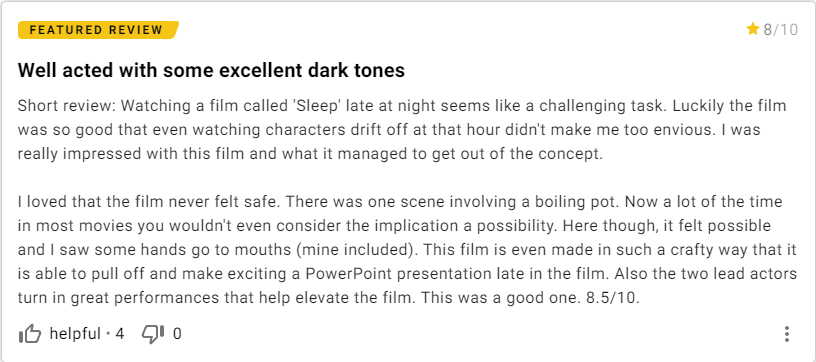 FEATURED REVIEW
8/10
Well acted with some excellent dark tones
Short review: Watching a film called 'Sleep' late at night seems like a challenging task. Luckily the film
was so good that even watching characters drift off at that hour didn't make me too envious. I was
really impressed with this film and what it managed to get out of the concept.
I loved that the film never felt safe. There was one scene involving a boiling pot. Now a lot of the time
in most movies you wouldn't even consider the implication a possibility. Here though, it felt possible
and I saw some hands go to mouths (mine included). This film is even made in such a crafty way that it
is able to pull off and make exciting a PowerPoint presentation late in the film. Also the two lead actors
turn in great performances that help elevate the film. This was a good one. 8.5/10.
helpful • 4 0